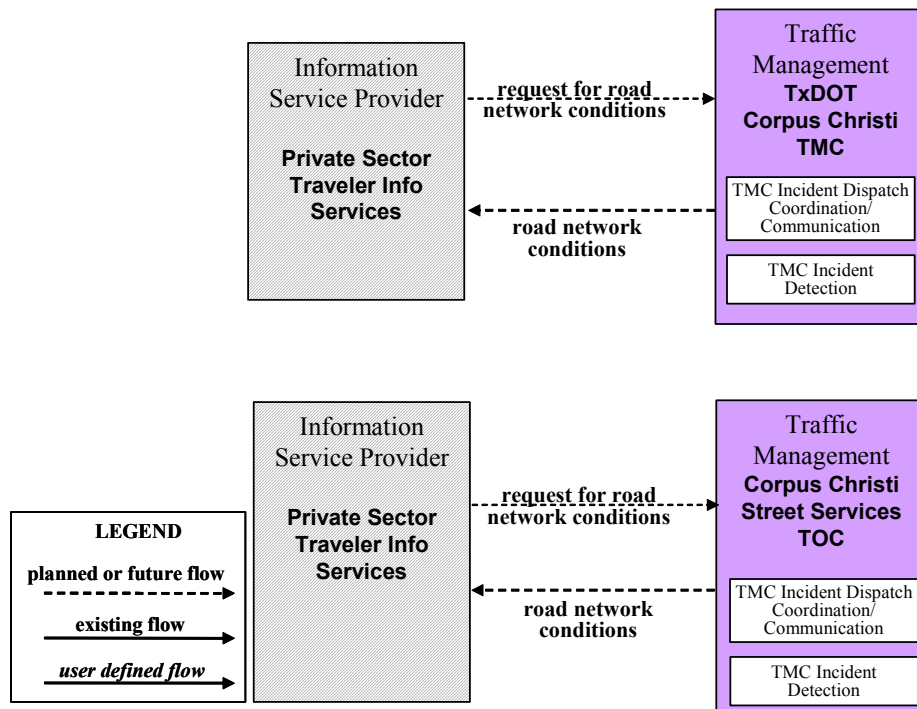 Information
Service Provider
Private Sector
Traveler Info
Services
request for road
network conditions
road network
conditions
Traffic
Management
TxDOT
Corpus Christi
TMC
TMC Incident Dispatch
Coordination/
Communication
TMC Incident
Detection
Information
Service Provider
Private Sector
Traveler Info
Services
request for road
network conditions
road network
conditions
Traffic
Management
Corpus Christi
Street Services
TOC
TMC Incident Dispatch
Coordination/
Communication
TMC Incident
Detection
LEGEND
planned or future flow
existing flow
user defined flow